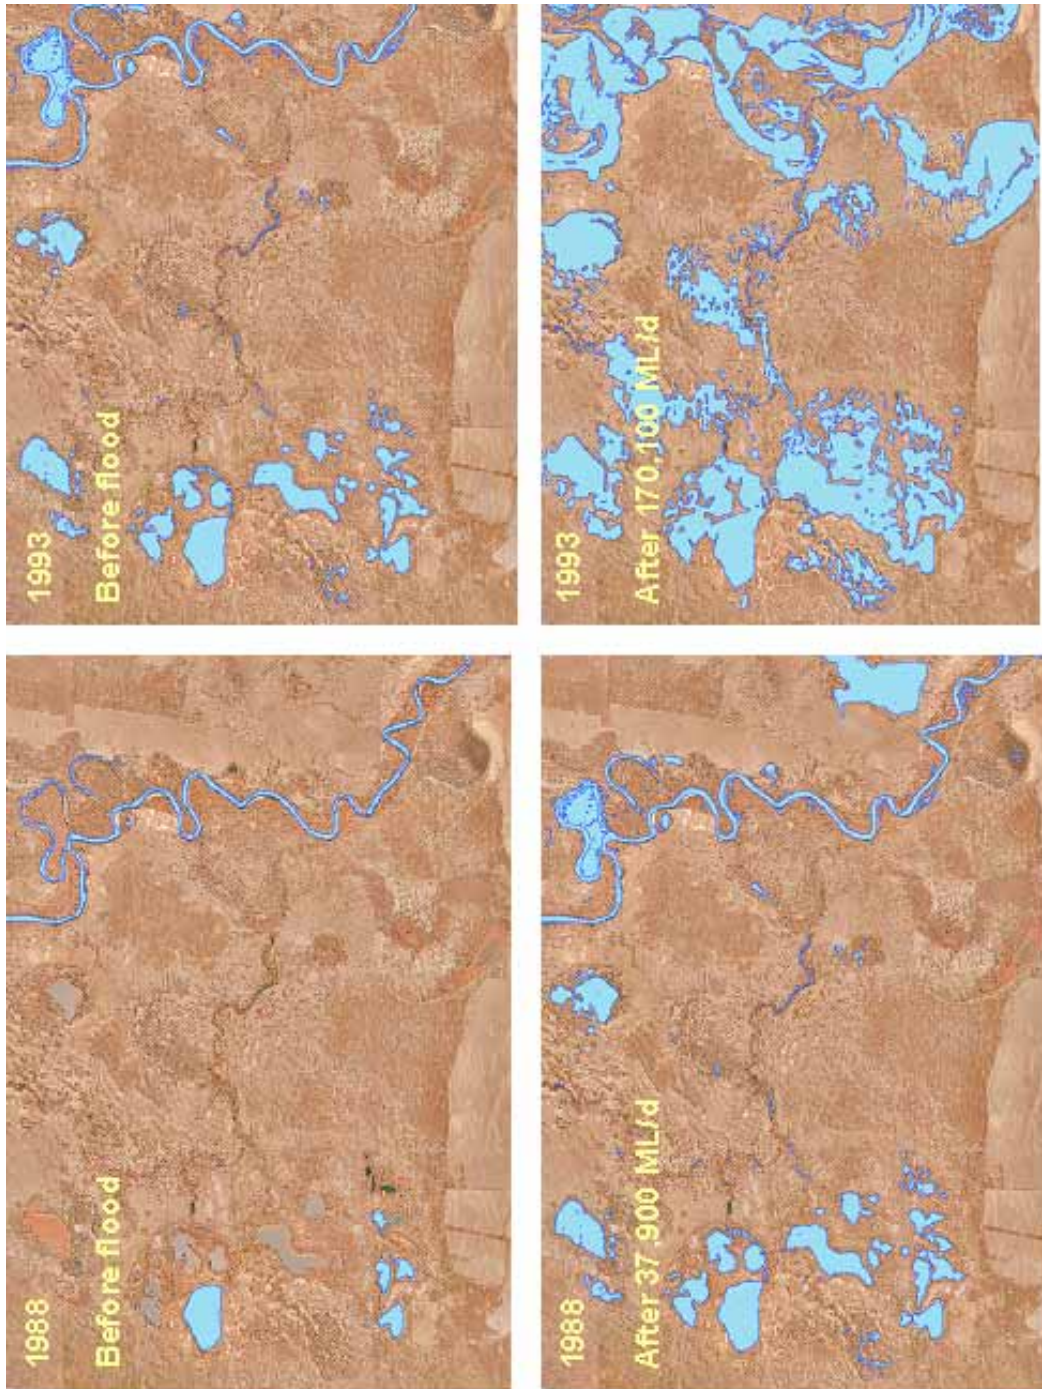 1988
Before flood
1993
Before flood
1988
After 37,900 ML/d
1993
After 170,100 ML/d